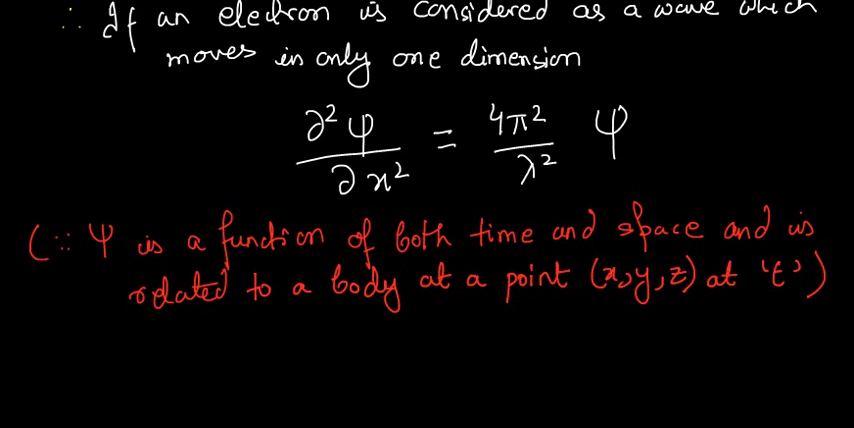 ∴ If an electron is considered as a wave which
moves in only one dimension
∂²ψ/∂x² = 4π²/λ² ψ
(∵ ψ is a function of both time and space and is
related to a body at a point (x,y,z) at 't')